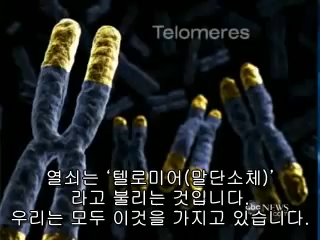 Telomeres
열쇠는 ‘텔로미어(말단소체)’
라고 불리는 것입니다.
abc NEWS
우리는 모두 이것을 가지고 있습니다.